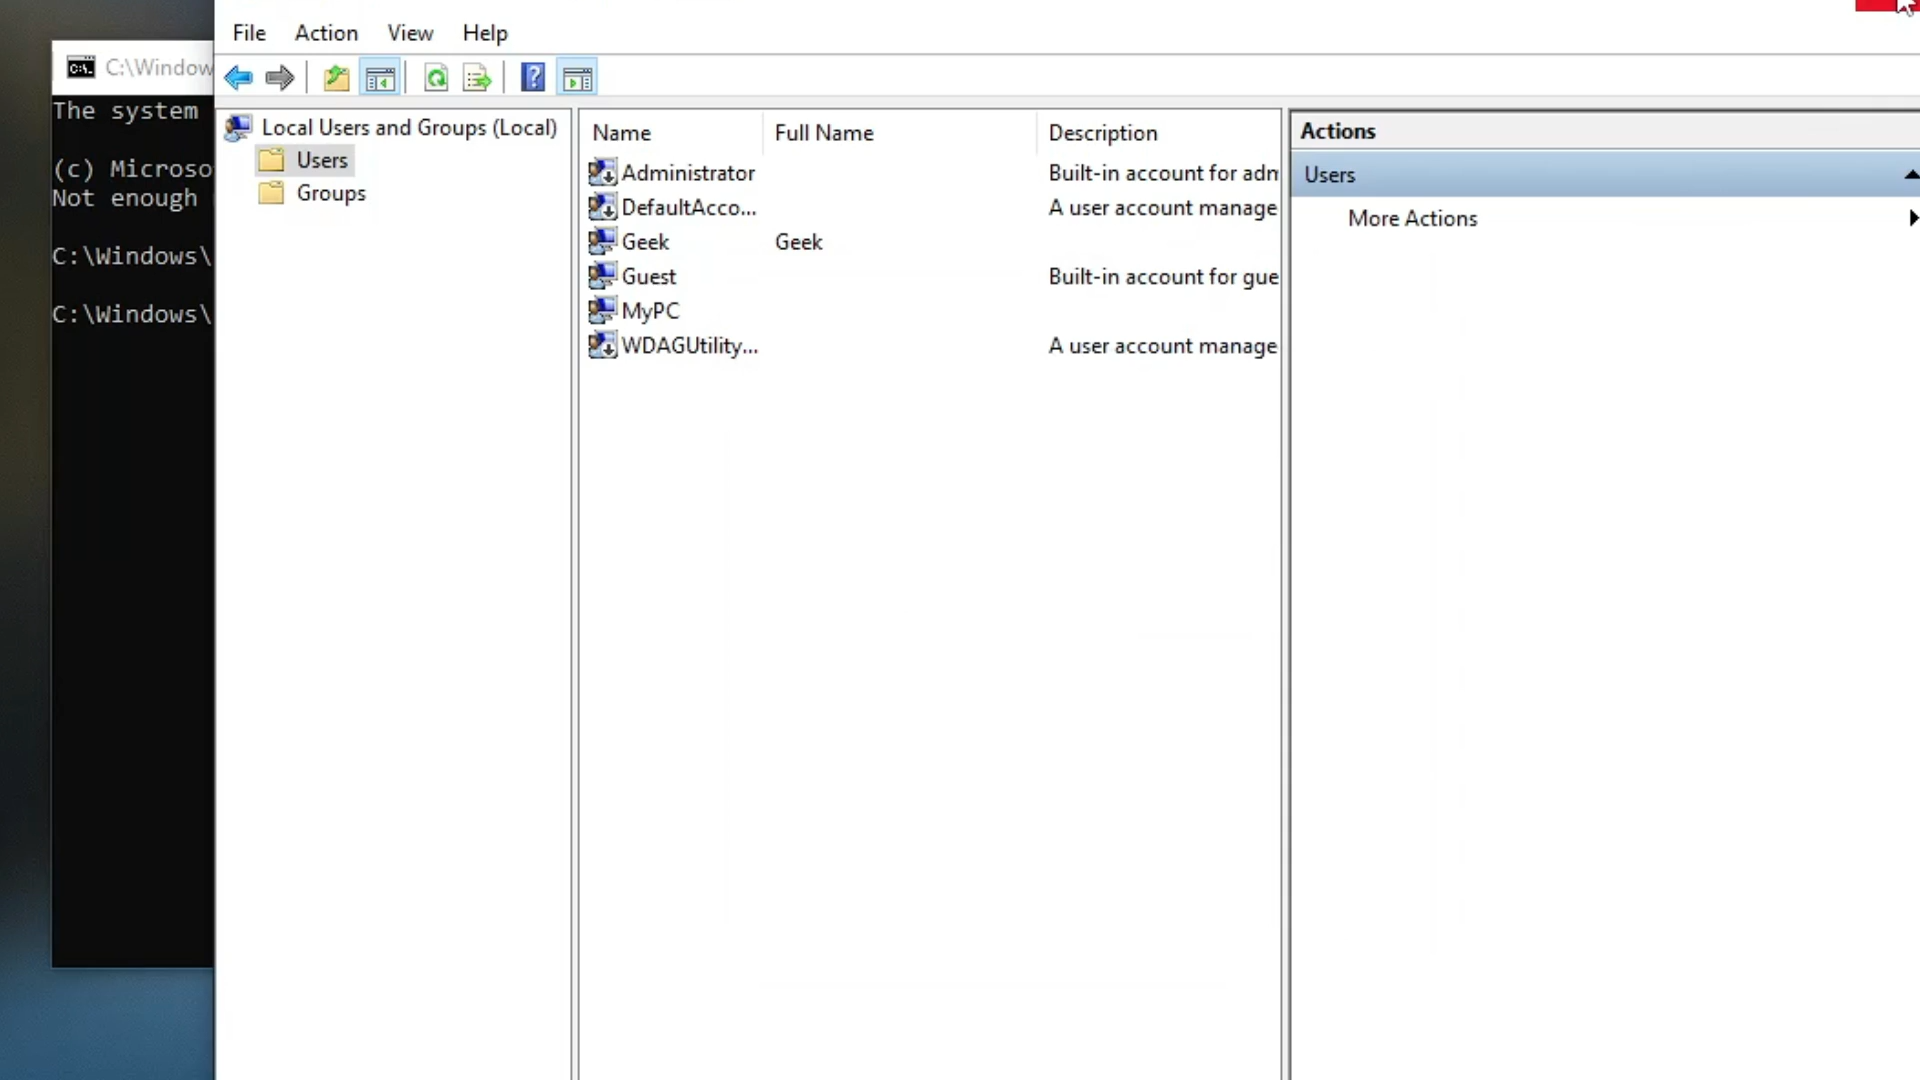 File Action View Help
C:\Window
The system
(c) Microso
Not enough
C:\Windows\
C:\Windows\
Local Users and Groups (Local)
Users
Groups
Name Full Name Description
Administrator Built-in account for adm
DefaultAcco... A user account manage
Geek Geek
Guest Built-in account for gue
MyPC
WDAGUtility... A user account manage
Actions
Users
More Actions